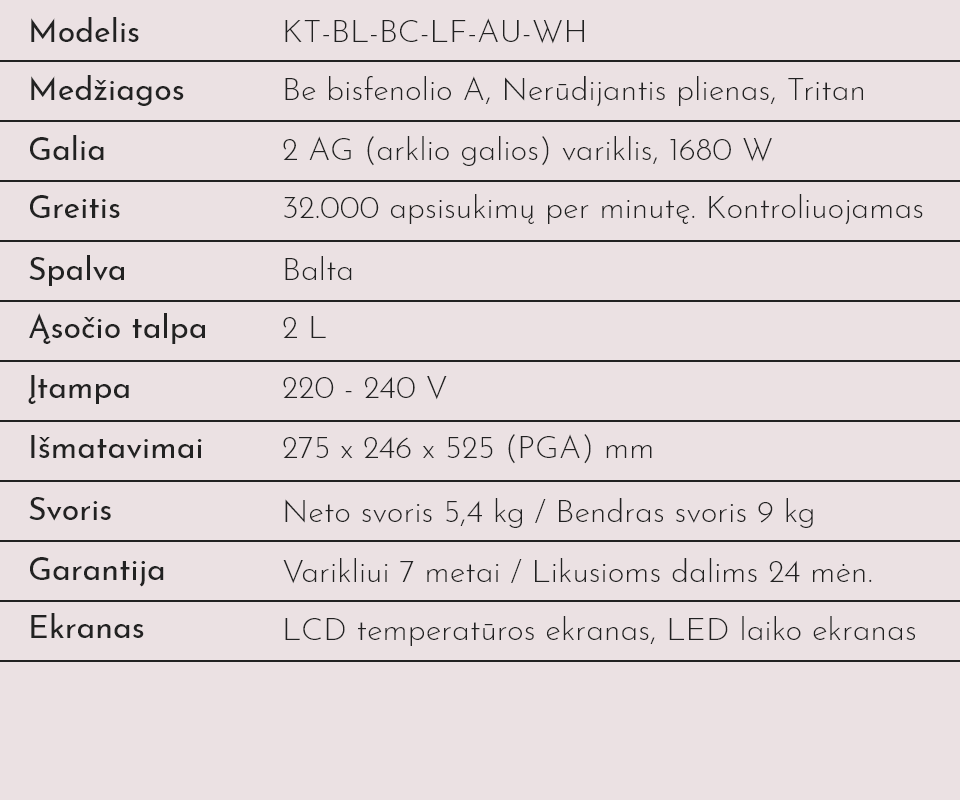 Modelis KT-BL-BC-LF-AU-WH
Medžiagos Be bisfenolio A, Nerūdijantis plienas, Tritan
Galia 2 AG (arklio galios) variklis, 1680 W
Greitis 32.000 apsisukimų per minutę. Kontroliuojamas
Spalva Balta
Ąsočio talpa 2 L
Įtampa 220 - 240 V
Išmatavimai 275 x 246 x 525 (PGA) mm
Svoris Neto svoris 5,4 kg / Bendras svoris 9 kg
Garantija Varikliui 7 metai / Likusioms dalims 24 mėn.
Ekranas LCD temperatūros ekranas, LED laiko ekranas